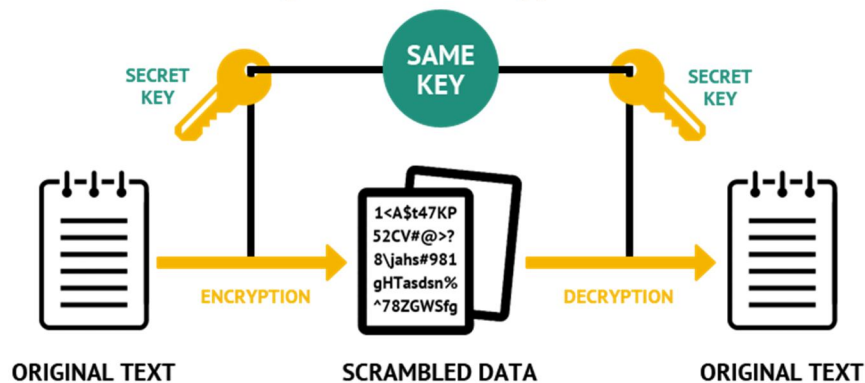 SAME
KEY
SECRET
KEY
SECRET
KEY
1<A$t47KP
52CV#@>?
8\jahs#981
gHTasdsn%
^78ZGWSfg
ENCRYPTION
DECRYPTION
ORIGINAL TEXT
SCRAMBLED DATA
ORIGINAL TEXT